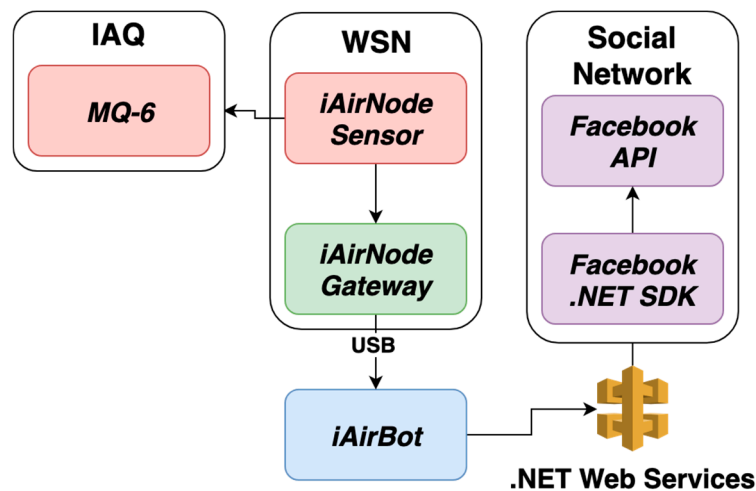 IAQ
MQ-6
WSN
iAirNode
Sensor
iAirNode
Gateway
USB
iAirBot
Social
Network
Facebook
API
Facebook
.NET SDK
.NET Web Services